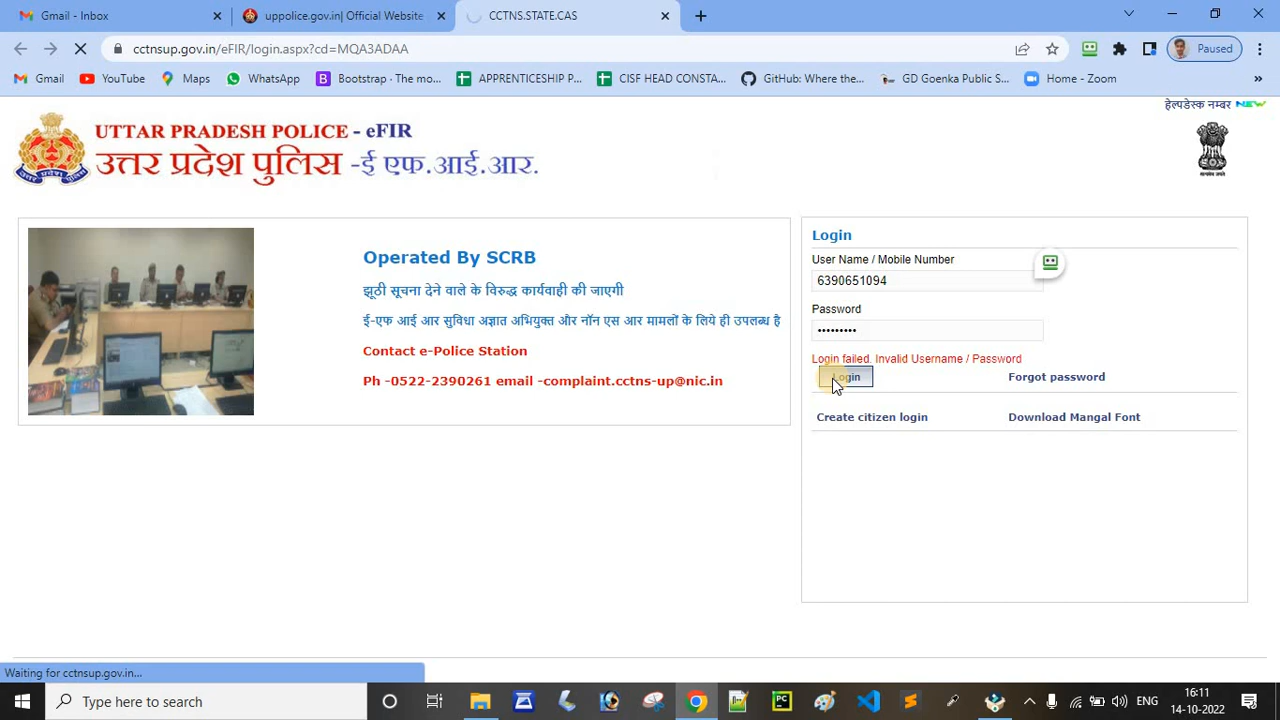 Gmail - Inbox
uppolice.gov.in| Official Website
CCTNS.STATE.CAS
cctnsup.gov.in/eFIR/login.aspx?cd=MQA3ADAA
Paused
Gmail
YouTube
Maps
WhatsApp
Bootstrap · The mo...
APPRENTICESHIP P...
CISF HEAD CONSTA...
GitHub: Where the...
GD Goenka Public S...
Home - Zoom
»
हेल्पडेस्क नम्बर NEW
UTTAR PRADESH POLICE - eFIR
उत्तर प्रदेश पुलिस -ई एफ.आई.आर.
सत्यमेव जयते
Operated By SCRB
झूठी सूचना देने वाले के विरुद्ध कार्यवाही की जाएगी
ई-एफ आई आर सुविधा अज्ञात अभियुक्त और नॉन एस आर मामलों के लिये ही उपलब्ध है
Contact e-Police Station
Ph -0522-2390261 email -complaint.cctns-up@nic.in
Login
User Name / Mobile Number
6390651094
Password
•••••••••
Login failed. Invalid Username / Password
Login
Forgot password
Create citizen login
Download Mangal Font
Waiting for cctnsup.gov.in...
Type here to search
ENG
16:11
14-10-2022